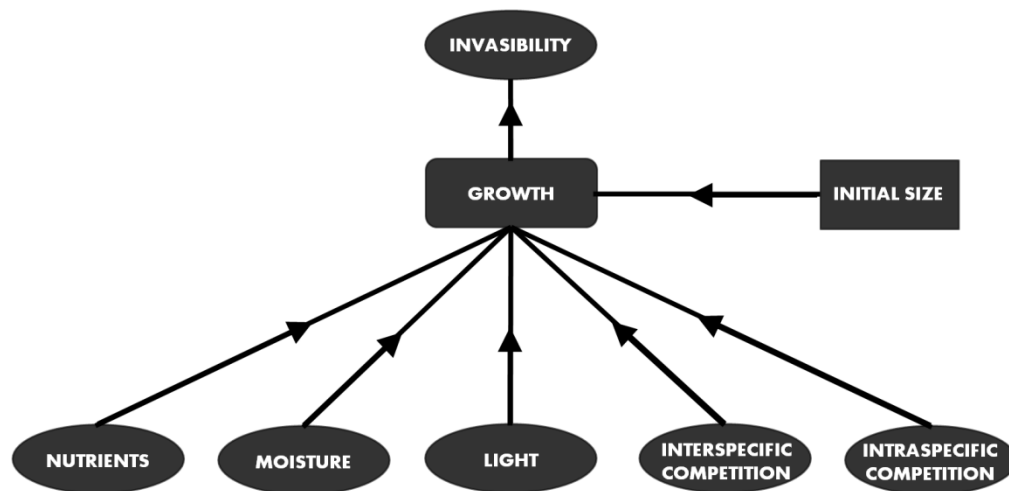 INVASIBILITY
GROWTH
INITIAL SIZE
NUTRIENTS
MOISTURE
LIGHT
INTERSPECIFIC
COMPETITION
INTRASPECIFIC
COMPETITION